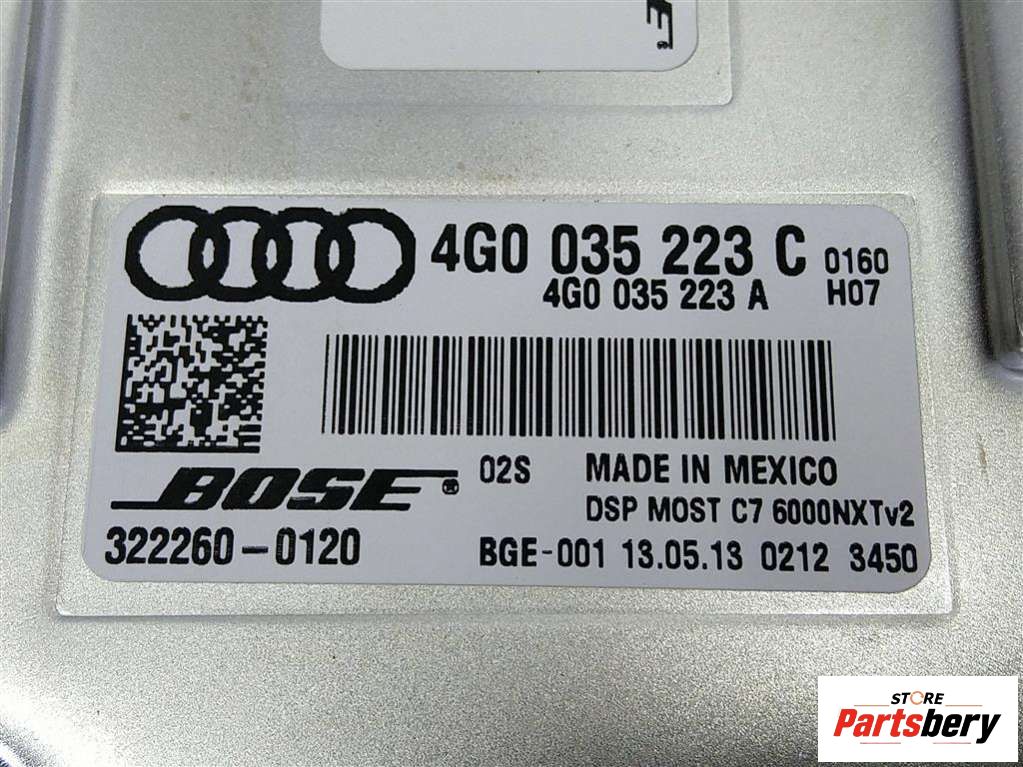 4G0 035 223 C 0160
4G0 035 223 A H07
BOSE®
02S MADE IN MEXICO
DSP MOST C7 6000NXTv2
322260-0120 BGE-001 13.05.13 0212 3450
STORE
Partsbery